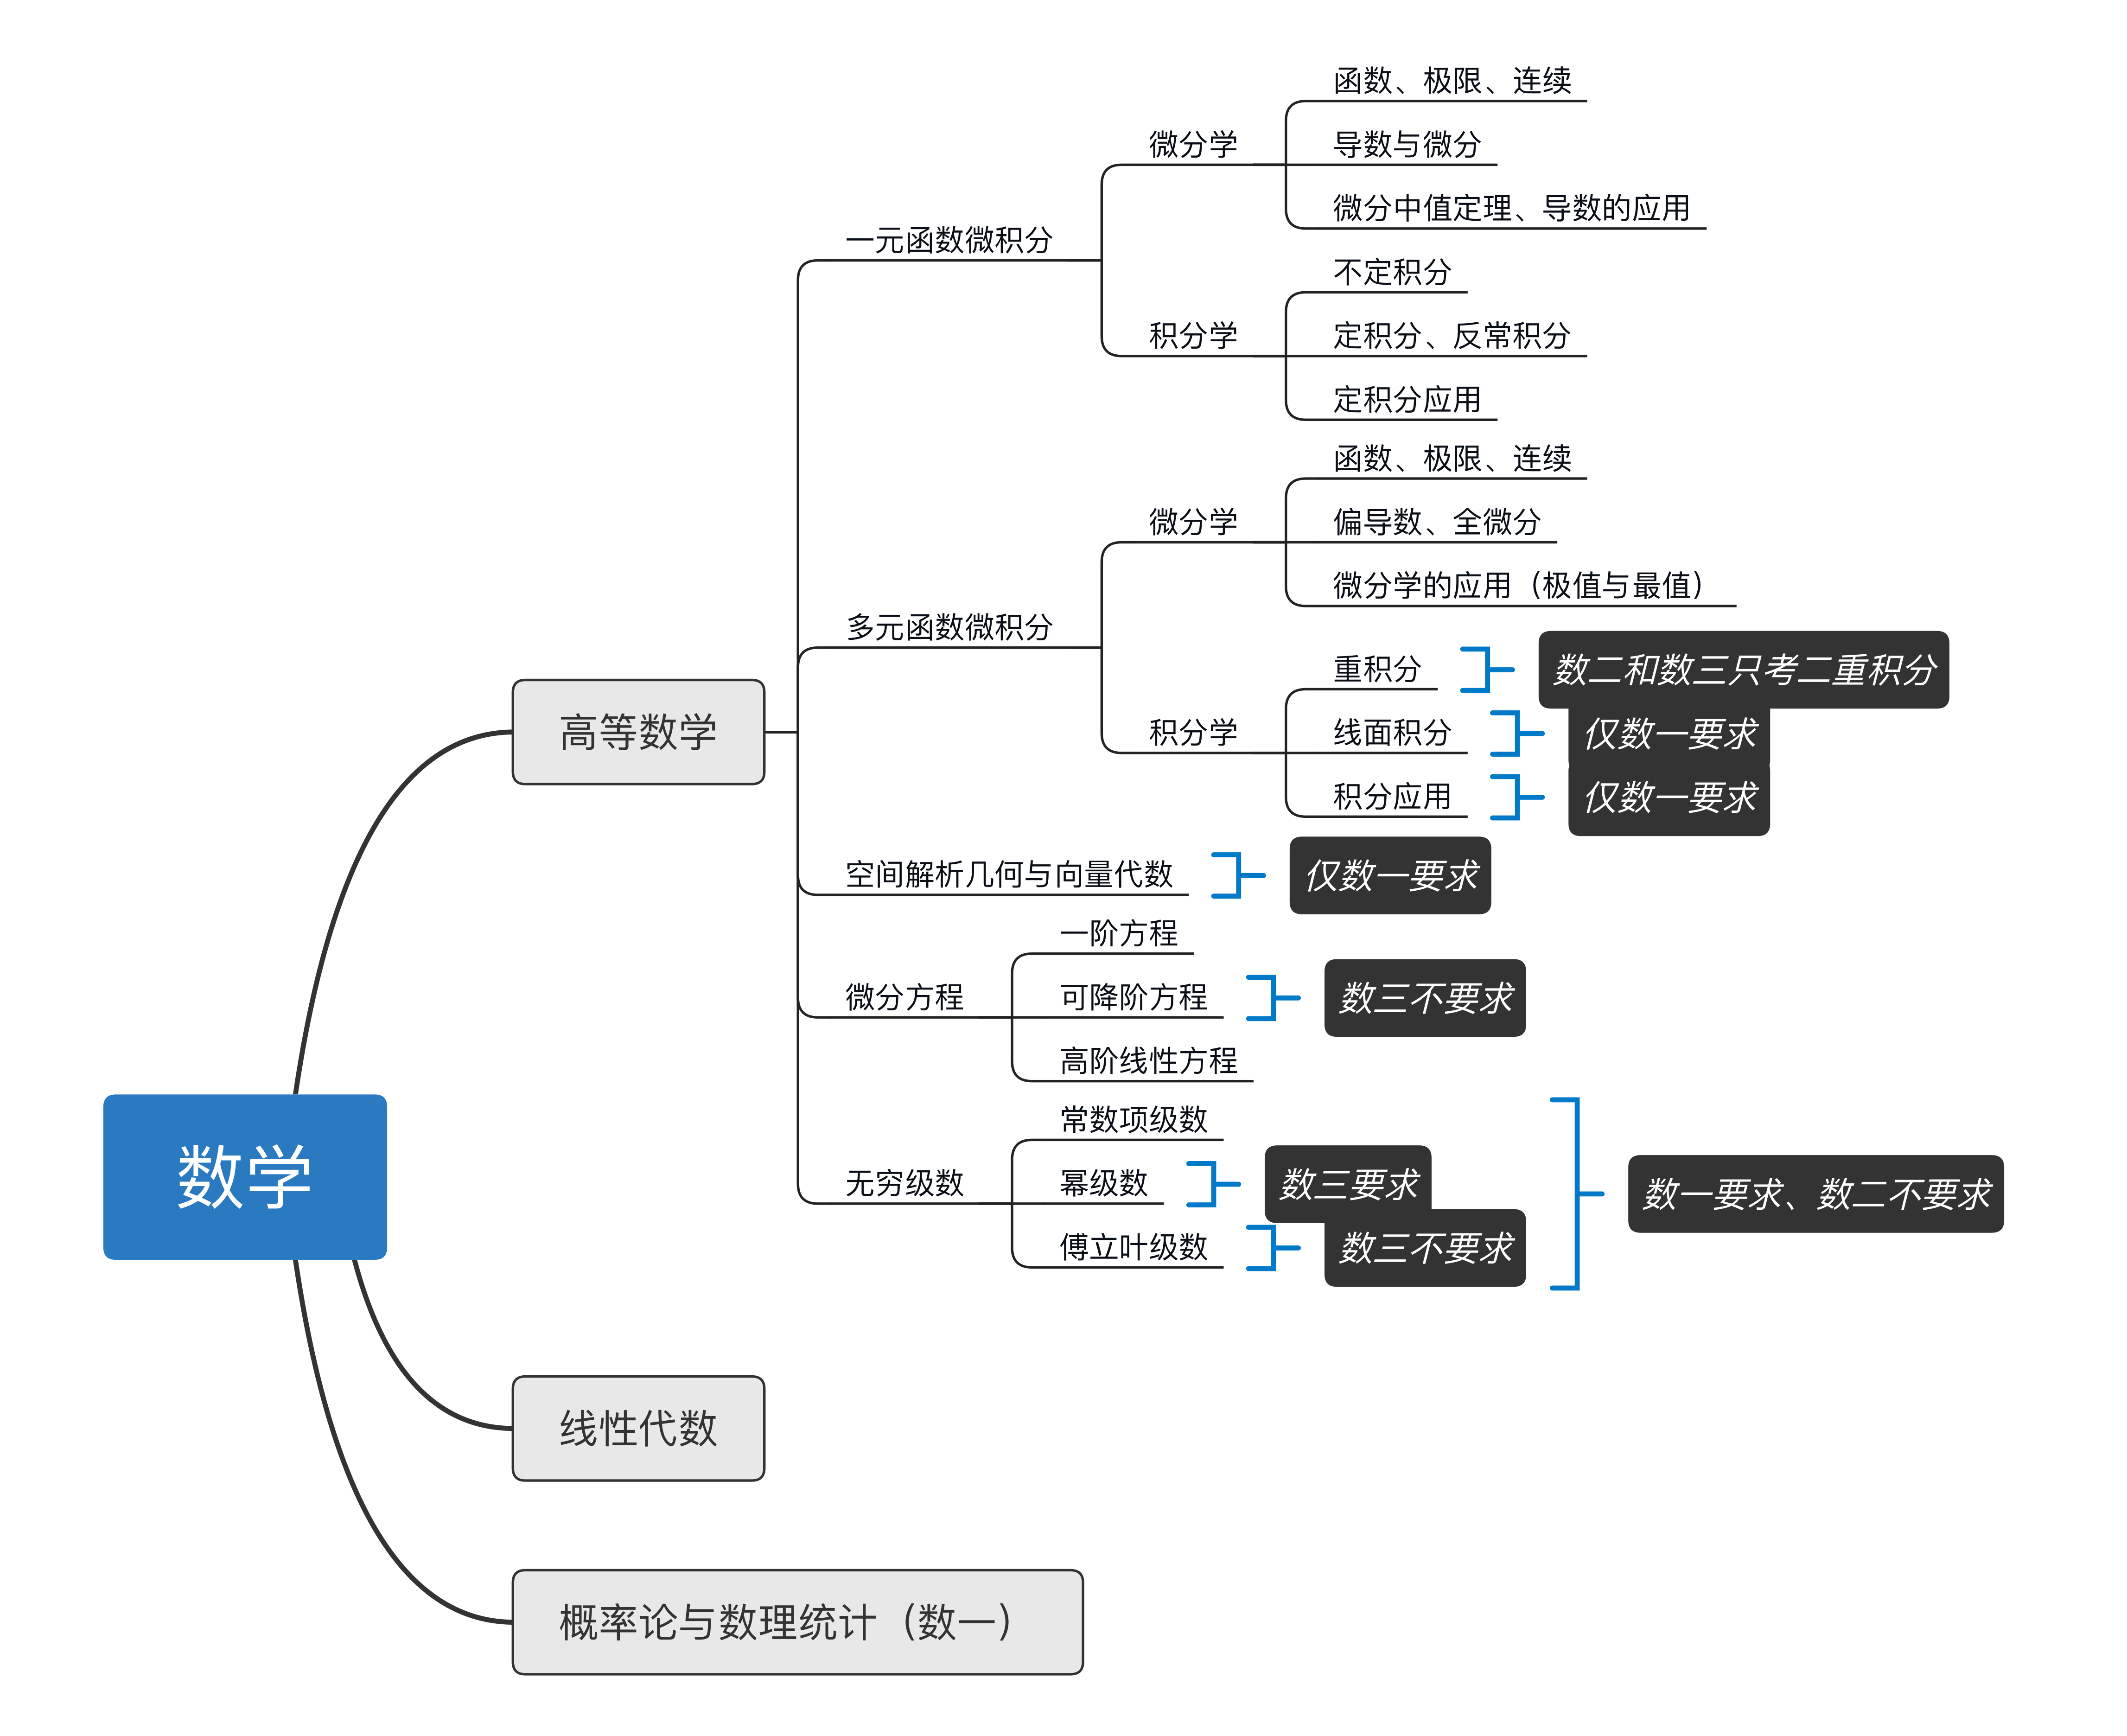 函数、极限、连续
微分学
导数与微分
微分中值定理、导数的应用
一元函数微积分
不定积分
积分学
定积分、反常积分
定积分应用
函数、极限、连续
微分学
偏导数、全微分
微分学的应用（极值与最值）
多元函数微积分
重积分
数二和数三只考二重积分
积分学
线面积分
仅数一要求
积分应用
仅数一要求
高等数学
空间解析几何与向量代数
仅数一要求
一阶方程
微分方程
可降阶方程
数三不要求
高阶线性方程
常数项级数
无穷级数
幂级数
数三要求
傅立叶级数
数三不要求
数一要求、数二不要求
数学
线性代数
概率论与数理统计（数一）